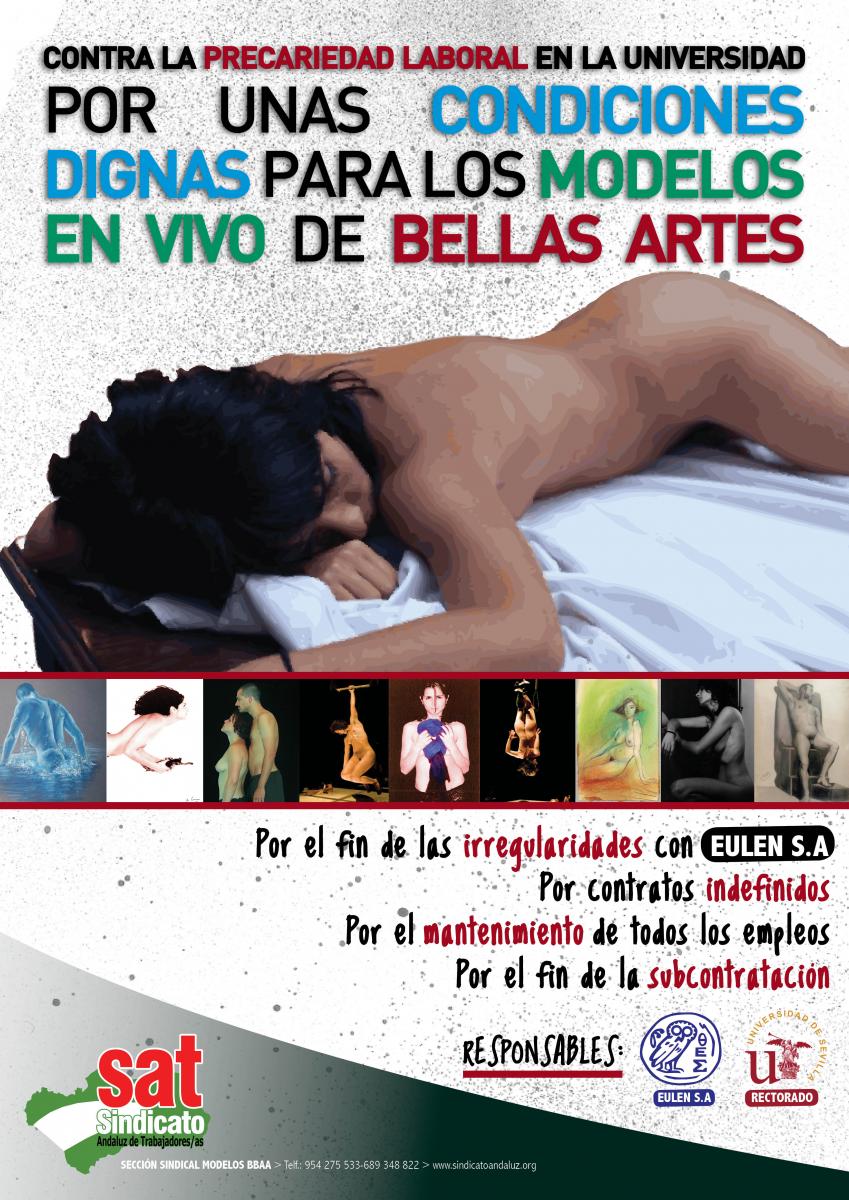 CONTRA LA PRECARIEDAD LABORAL EN LA UNIVERSIDAD
POR UNAS CONDICIONES
DIGNAS PARA LOS MODELOS
EN VIVO DE BELLAS ARTES
Por el fin de las irregularidades con EULEN S.A
Por contratos indefinidos
Por el mantenimiento de todos los empleos
Por el fin de la subcontratación
RESPONSABLES:
UNIVERSIDAD DE SEVILLA
EULEN S.A
RECTORADO
sat
Sindicato
Andaluz de Trabajadores/as
SECCIÓN SINDICAL MODELOS BBAA > Telf.: 954 275 533-689 348 822 > www.sindicatoandaluz.org